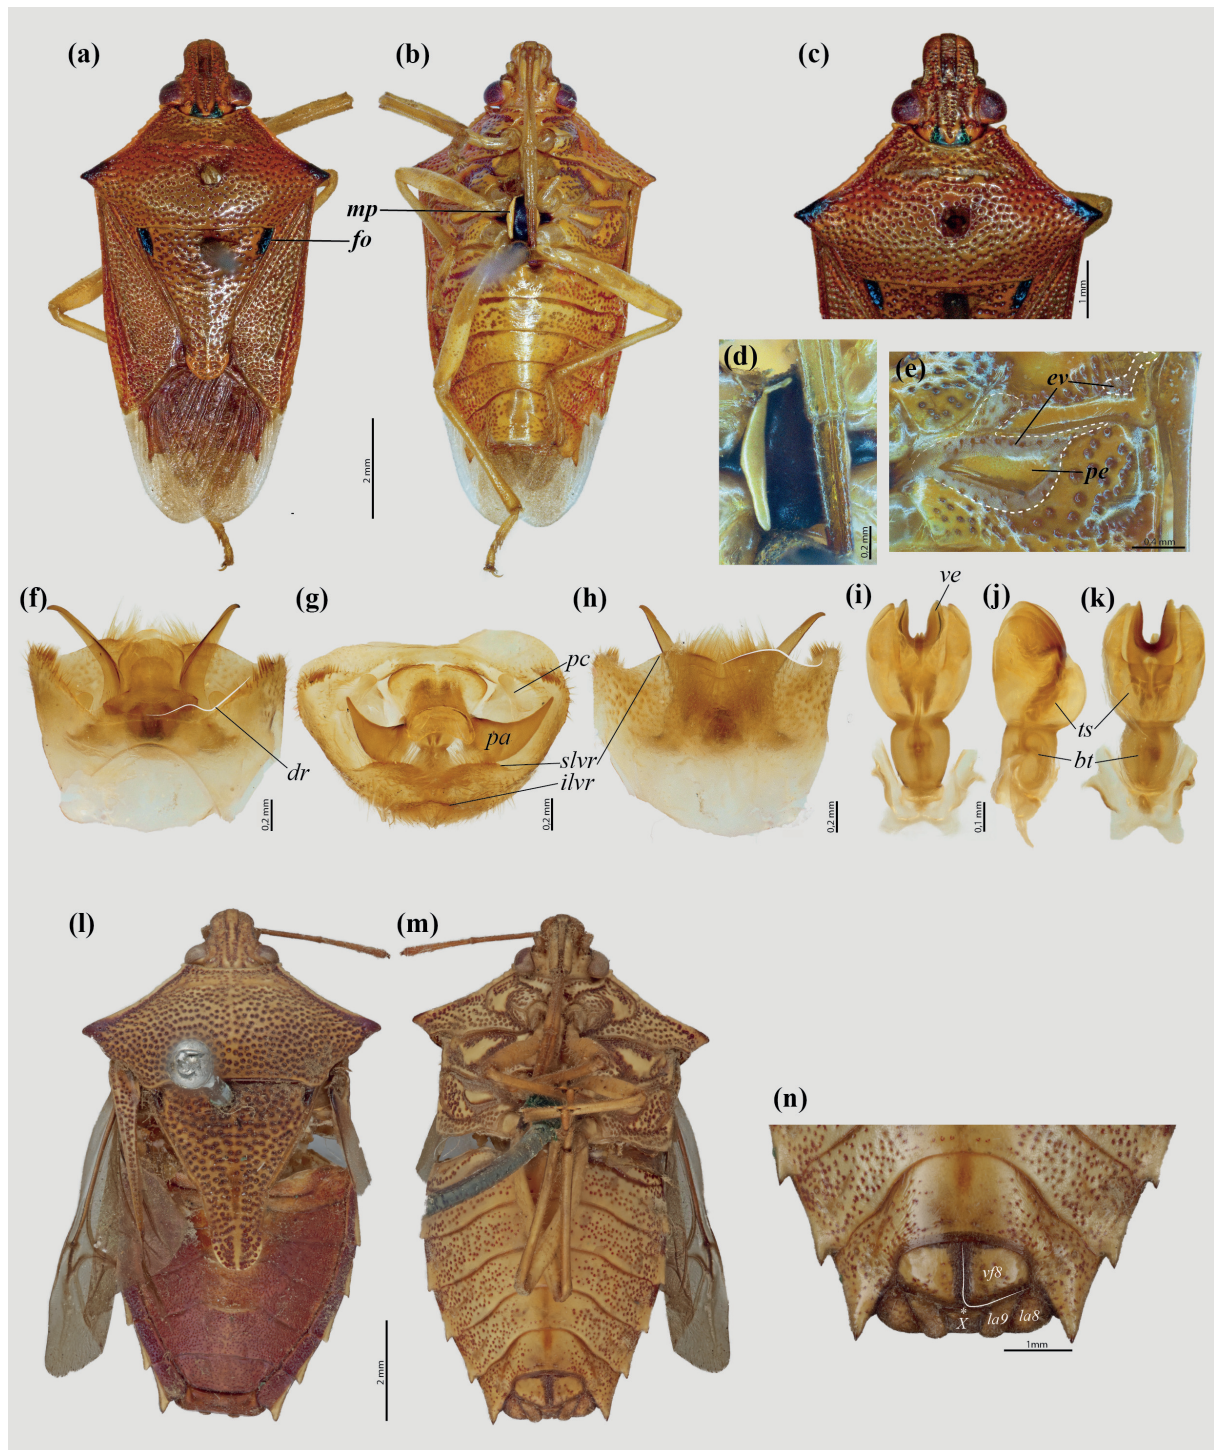 (a)
(b)
(c)
mp
fo
1 mm
(d)
(e)
ev
pe
2 mm
0,2 mm
0,4 mm
(f)
(g)
(h)
(i)
ve
(j)
(k)
pc
pa
slvr
ilvr
dr
ts
bt
0,2 mm
0,2 mm
0,2 mm
0,1 mm
(l)
(m)
(n)
vf8
*
X
la9
la8
2 mm
1mm